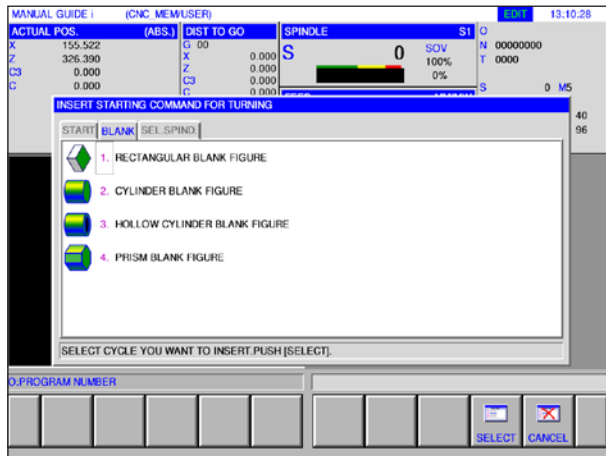 MANUAL GUIDE i (CNC_MEM/USER) EDIT 13:10:28
ACTUAL POS. (ABS.) DIST TO GO SPINDLE S1 O
X 155.522 G 00 S 0 SOV N 00000000
Z 326.390 X 0.000 100% T 0000
C3 0.000 Z 0.000 0%
C 0.000 C3 0.000 S 0 M5
C 0.000
INSERT STARTING COMMAND FOR TURNING
40
START BLANK SEL.SPIND.
96
1. RECTANGULAR BLANK FIGURE
2. CYLINDER BLANK FIGURE
3. HOLLOW CYLINDER BLANK FIGURE
4. PRISM BLANK FIGURE
SELECT CYCLE YOU WANT TO INSERT.PUSH [SELECT].
O:PROGRAM NUMBER
SELECT CANCEL